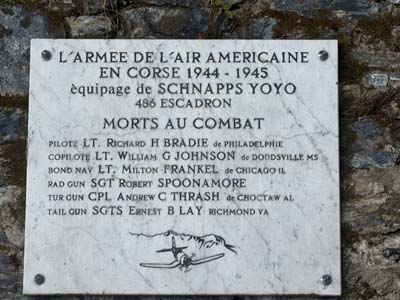 L'ARMEE DE L'AIR AMERICAINE
EN CORSE 1944 - 1945
èquipage de SCHNAPPS YOYO
486 ESCADRON
MORTS AU COMBAT
PILOTE LT. RICHARD H BRADIE de PHILADELPHIE
COPILOTE LT. WILLIAM G JOHNSON de DODDSVILLE MS
BOND NAV LT. MILTON FRANKEL de CHICAGO IL
RAD GUN SGT ROBERT SPOONAMORE
TUR GUN CPL ANDREW C THRASH de CHOCTAW AL
TAIL GUN SGTS ERNEST B LAY RICHMOND VA